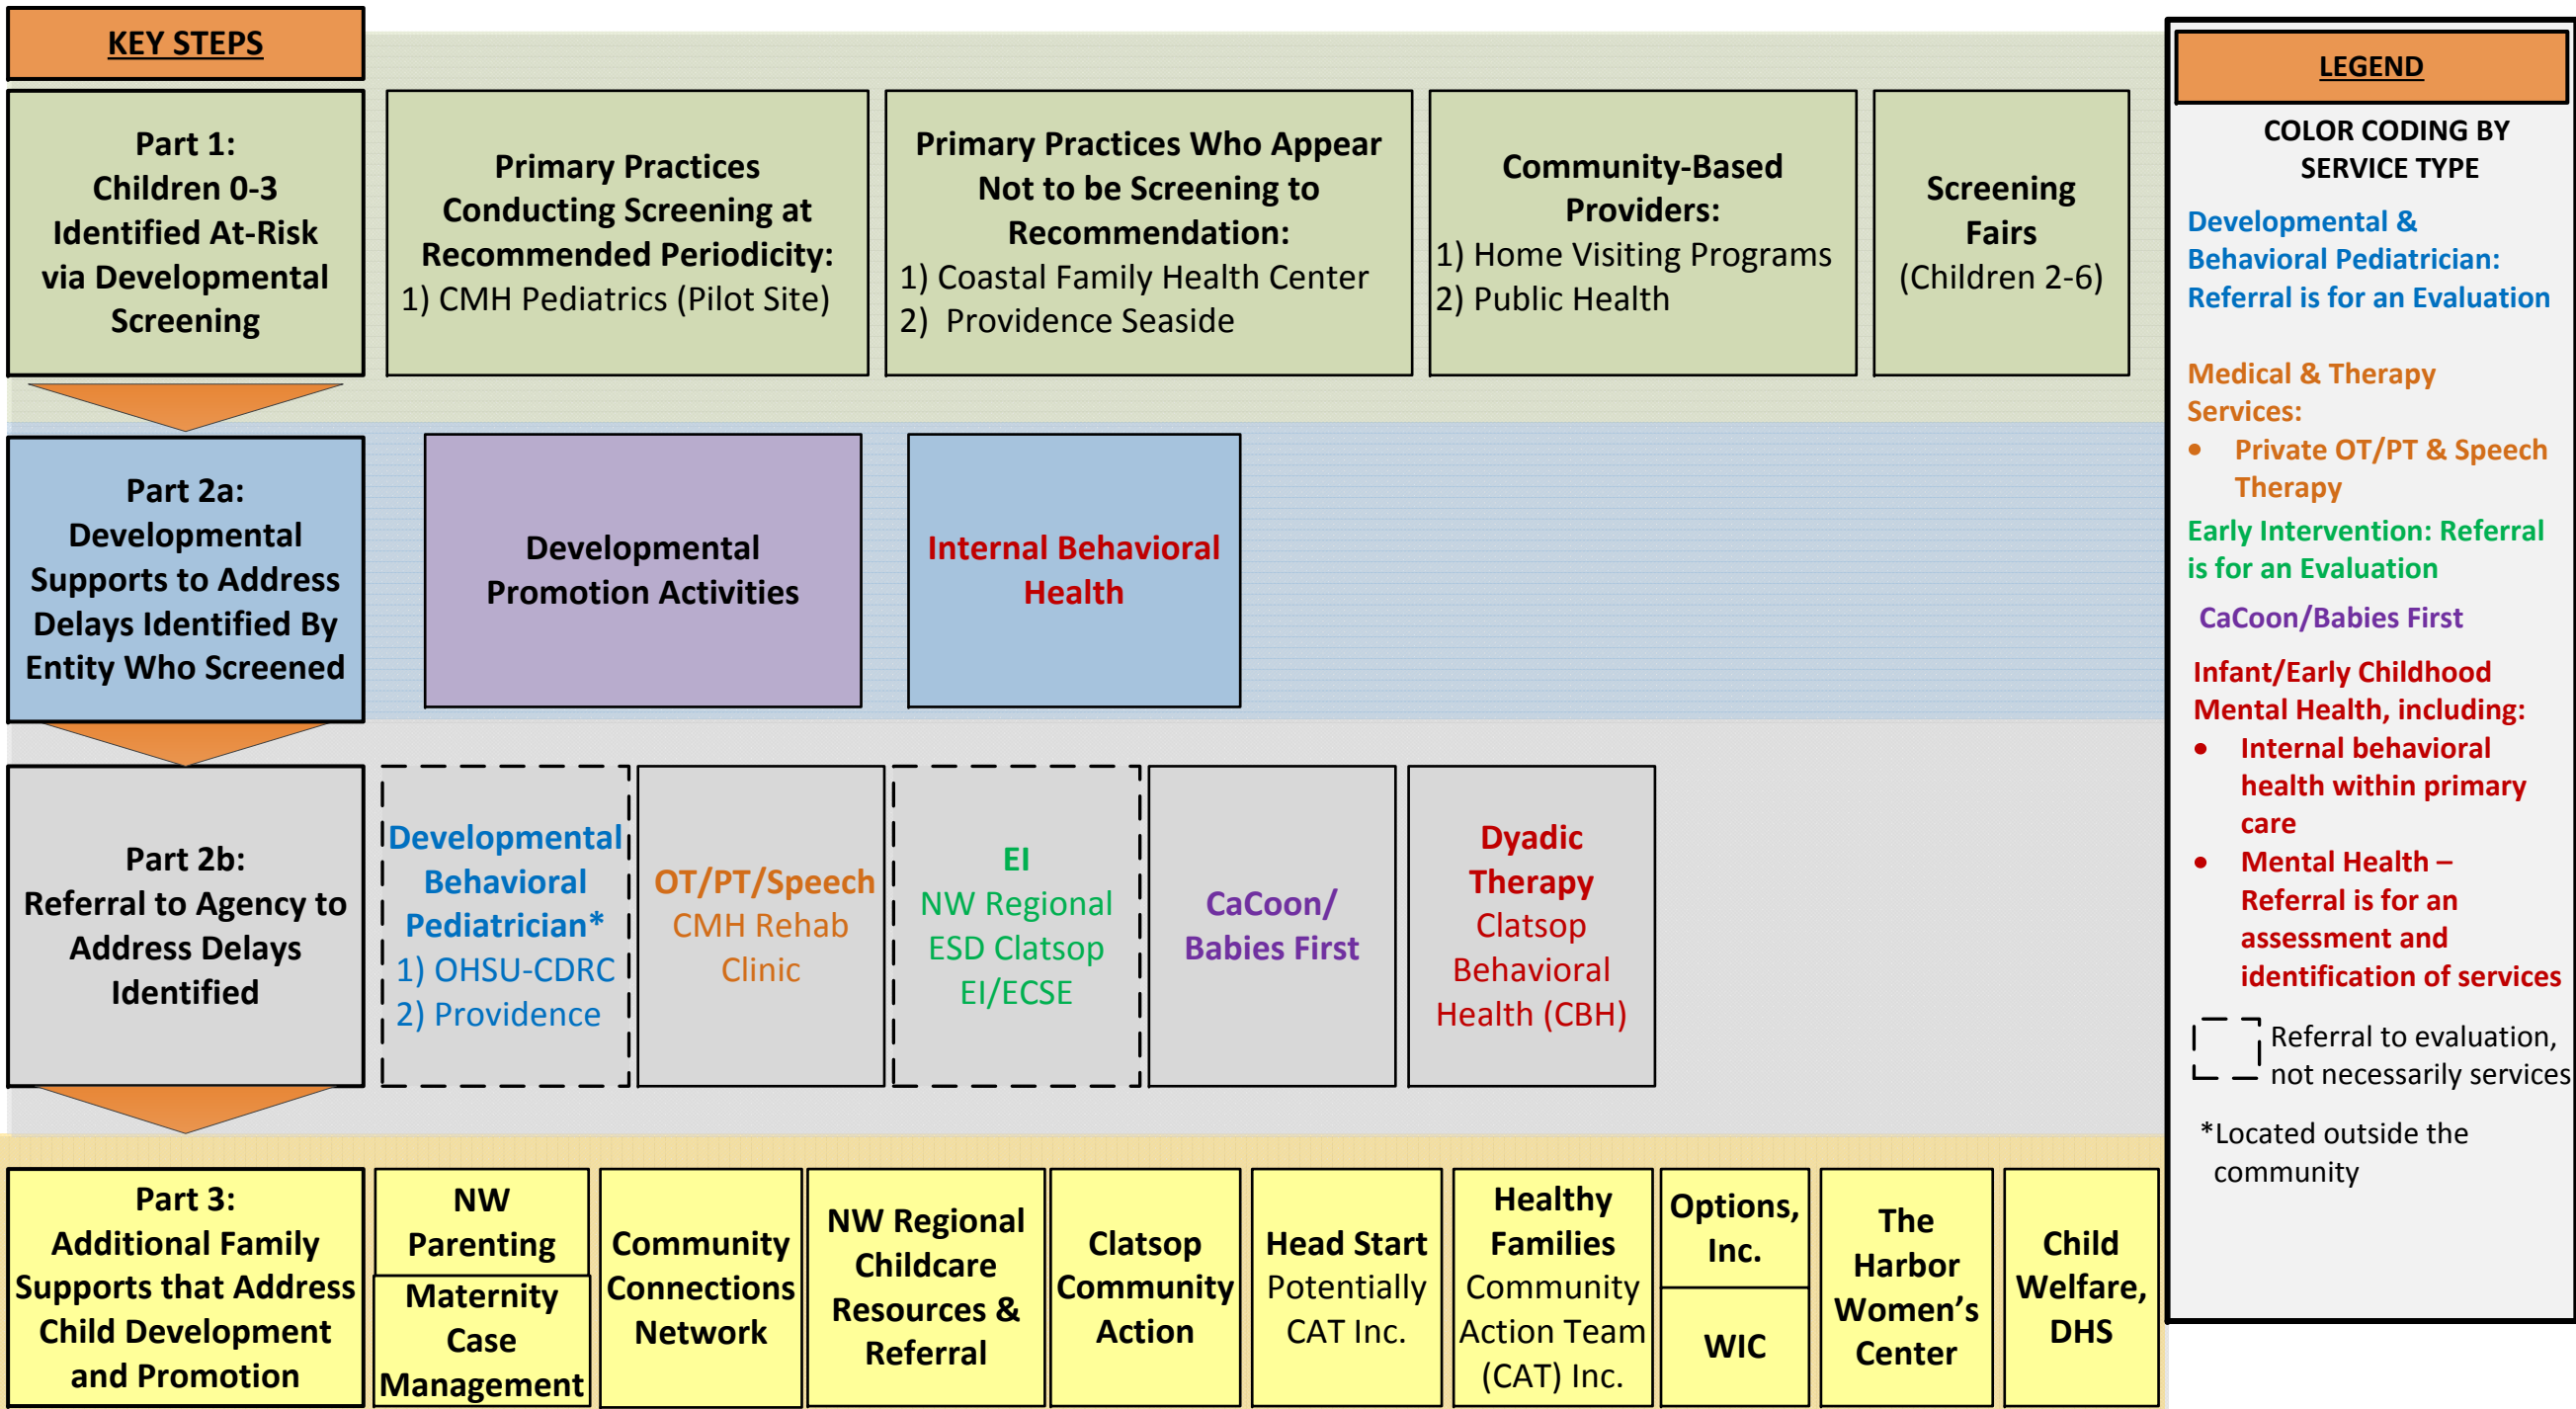 KEY STEPS
Part 1:
Children 0-3
Identified At-Risk
via Developmental
Screening
Primary Practices
Conducting Screening at
Recommended Periodicity:
1) CMH Pediatrics (Pilot Site)
Primary Practices Who Appear
Not to be Screening to
Recommendation:
1) Coastal Family Health Center
2) Providence Seaside
Community-Based
Providers:
1) Home Visiting Programs
2) Public Health
Screening
Fairs
(Children 2-6)
Part 2a:
Developmental
Supports to Address
Delays Identified By
Entity Who Screened
Developmental
Promotion Activities
Internal Behavioral
Health
Part 2b:
Referral to Agency to
Address Delays
Identified
Developmental
Behavioral
Pediatrician*
1) OHSU-CDRC
2) Providence
OT/PT/Speech
CMH Rehab
Clinic
EI
NW Regional
ESD Clatsop
EI/ECSE
CaCoon/
Babies First
Dyadic
Therapy
Clatsop
Behavioral
Health (CBH)
Part 3:
Additional Family
Supports that Address
Child Development
and Promotion
NW
Parenting
Maternity
Case
Management
Community
Connections
Network
NW Regional
Childcare
Resources &
Referral
Clatsop
Community
Action
Head Start
Potentially
CAT Inc.
Healthy
Families
Community
Action Team
(CAT) Inc.
Options,
Inc.
WIC
The
Harbor
Women’s
Center
Child
Welfare,
DHS
LEGEND
COLOR CODING BY
SERVICE TYPE
Developmental &
Behavioral Pediatrician:
Referral is for an Evaluation
Medical & Therapy
Services:
• Private OT/PT & Speech
Therapy
Early Intervention: Referral
is for an Evaluation
CaCoon/Babies First
Infant/Early Childhood
Mental Health, including:
• Internal behavioral
health within primary
care
• Mental Health –
Referral is for an
assessment and
identification of services
Referral to evaluation,
not necessarily services
*Located outside the
community